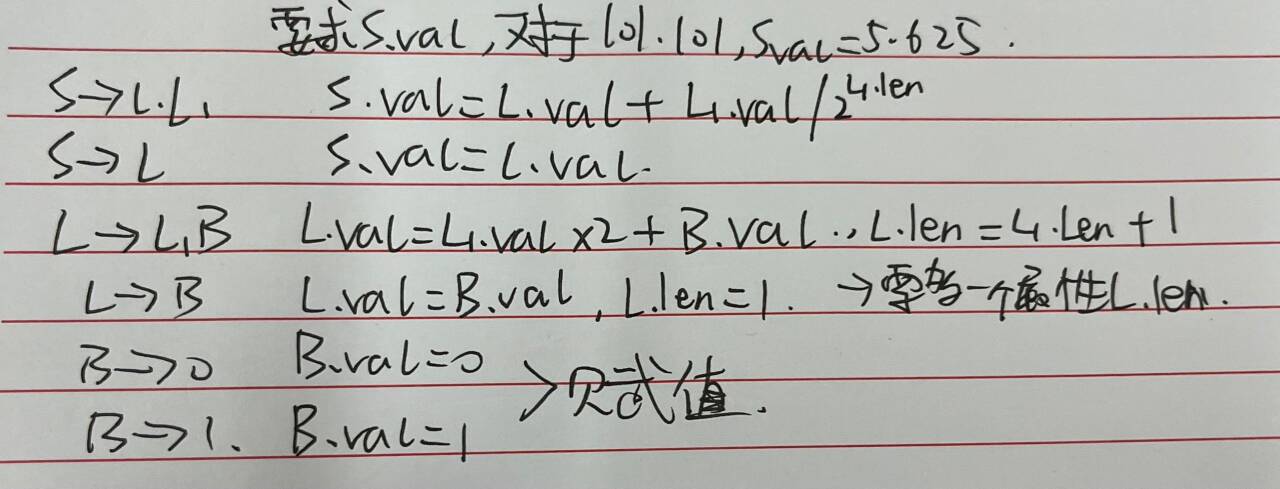 要求S.val,对于101.101,Sval=5.625.
S→L.L₁ S.val=L.val+L₁.val/2^L₁.len
S→L S.val=L.val.
L→L₁B L.val=L₁.val×2+B.val.,L.len=L₁.len+1
L→B L.val=B.val,L.len=1. →需多一个属性L.len.
B→0 B.val=0
>只赋值.
B→1. B.val=1